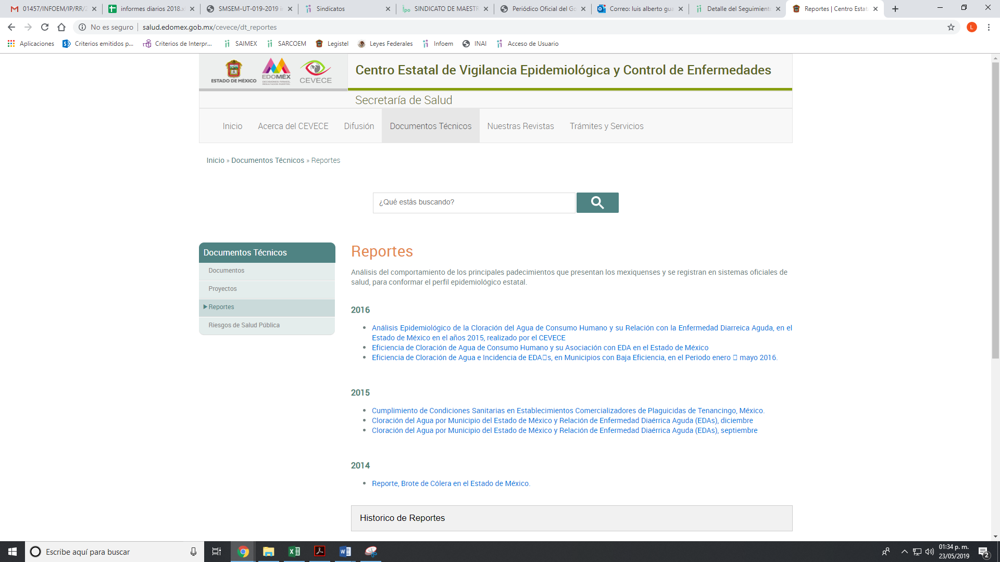 01457/INFOEM/IP/RR/2
informes diarios 2018.x
SMSEM-UT-019-2019 i
Sindicatos
SINDICATO DE MAESTR
Periódico Oficial del Go
Correo: luis alberto gua
Detalle del Seguimient
Reportes | Centro Estat
No es seguro | salud.edomex.gob.mx/cevece/dt_reportes
L
Aplicaciones
Criterios emitidos p...
Criterios de Interpr...
SAIMEX
SARCOEM
Legistel
Leyes Federales
Infoem
INAI
Acceso de Usuario
ESTADO DE MÉXICO
EDOMÉX
DECISIONES FIRMES, RESULTADOS FUERTES.
CEVECE
Centro Estatal de Vigilancia Epidemiológica y Control de Enfermedades
Secretaría de Salud
Inicio
Acerca del CEVECE
Difusión
Documentos Técnicos
Nuestras Revistas
Trámites y Servicios
Inicio » Documentos Técnicos » Reportes
¿Qué estás buscando?
Documentos Técnicos
Documentos
Proyectos
Reportes
Riesgos de Salud Pública
Reportes
Análisis del comportamiento de los principales padecimientos que presentan los mexiquenses y se registran en sistemas oficiales de
salud, para conformar el perfil epidemiológico estatal.
2016
Análisis Epidemiológico de la Cloración del Agua de Consumo Humano y su Relación con la Enfermedad Diarreica Aguda, en el
Estado de México en el años 2015, realizado por el CEVECE
Eficiencia de Cloración de Agua de Consumo Humano y su Asociación con EDA en el Estado de México
Eficiencia de Cloración de Agua e Incidencia de EDA▯s, en Municipios con Baja Eficiencia, en el Periodo enero ▯ mayo 2016.
2015
Cumplimiento de Condiciones Sanitarias en Establecimientos Comercializadores de Plaguicidas de Tenancingo, México.
Cloración del Agua por Municipio del Estado de México y Relación de Enfermedad Diaérrica Aguda (EDAs), diciembre
Cloración del Agua por Municipio del Estado de México y Relación de Enfermedad Diaérrica Aguda (EDAs), septiembre
2014
Reporte, Brote de Cólera en el Estado de México.
Historico de Reportes
Escribe aquí para buscar
01:34 p. m.
23/05/2019
2